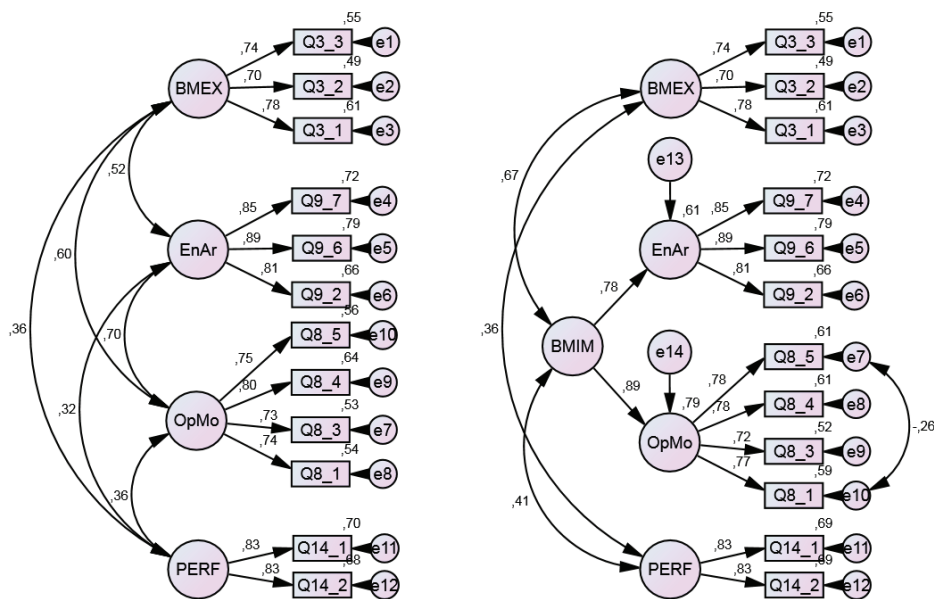 ,55
,74 Q3_3 e1
,49
BMEX ,70 Q3_2 e2
,61
,78 Q3_1 e3
,52
,72
,85 Q9_7 e4
,79
EnAr ,89 Q9_6 e5
,60
,66
,81 Q9_2 e6
,56
Q8_5 e10
,36 ,70 ,75
,64
,80 Q8_4 e9
,53
OpMo ,73 Q8_3 e7
,32
,54
,74 Q8_1 e8
,36
,70
,83 Q14_1 e11
PERF
,68
,83 Q14_2 e12
,55
,74 Q3_3 e1
,49
BMEX ,70 Q3_2 e2
,61
,78 Q3_1 e3
e13
,67
,72
,61 ,85 Q9_7 e4
,79
EnAr ,89 Q9_6 e5
,66
,81 Q9_2 e6
,78
,36
BMIM e14
,61
Q8_5 e7
,78
,89 ,79 ,78
,61
Q8_4 e8
-,26
OpMo ,72
,52
Q8_3 e9
,77
,59
Q8_1 e10
,41
,69
,83 Q14_1 e11
PERF
,69
,83 Q14_2 e12